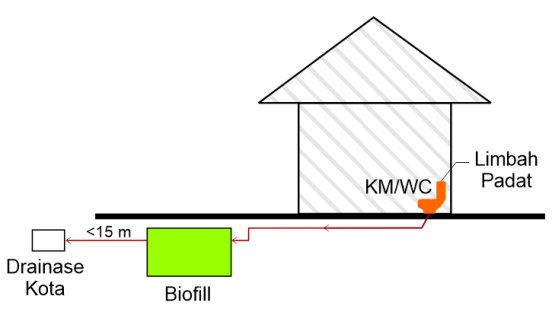 Limbah
Padat
KM/WC
<15 m
Drainase
Kota
Biofill